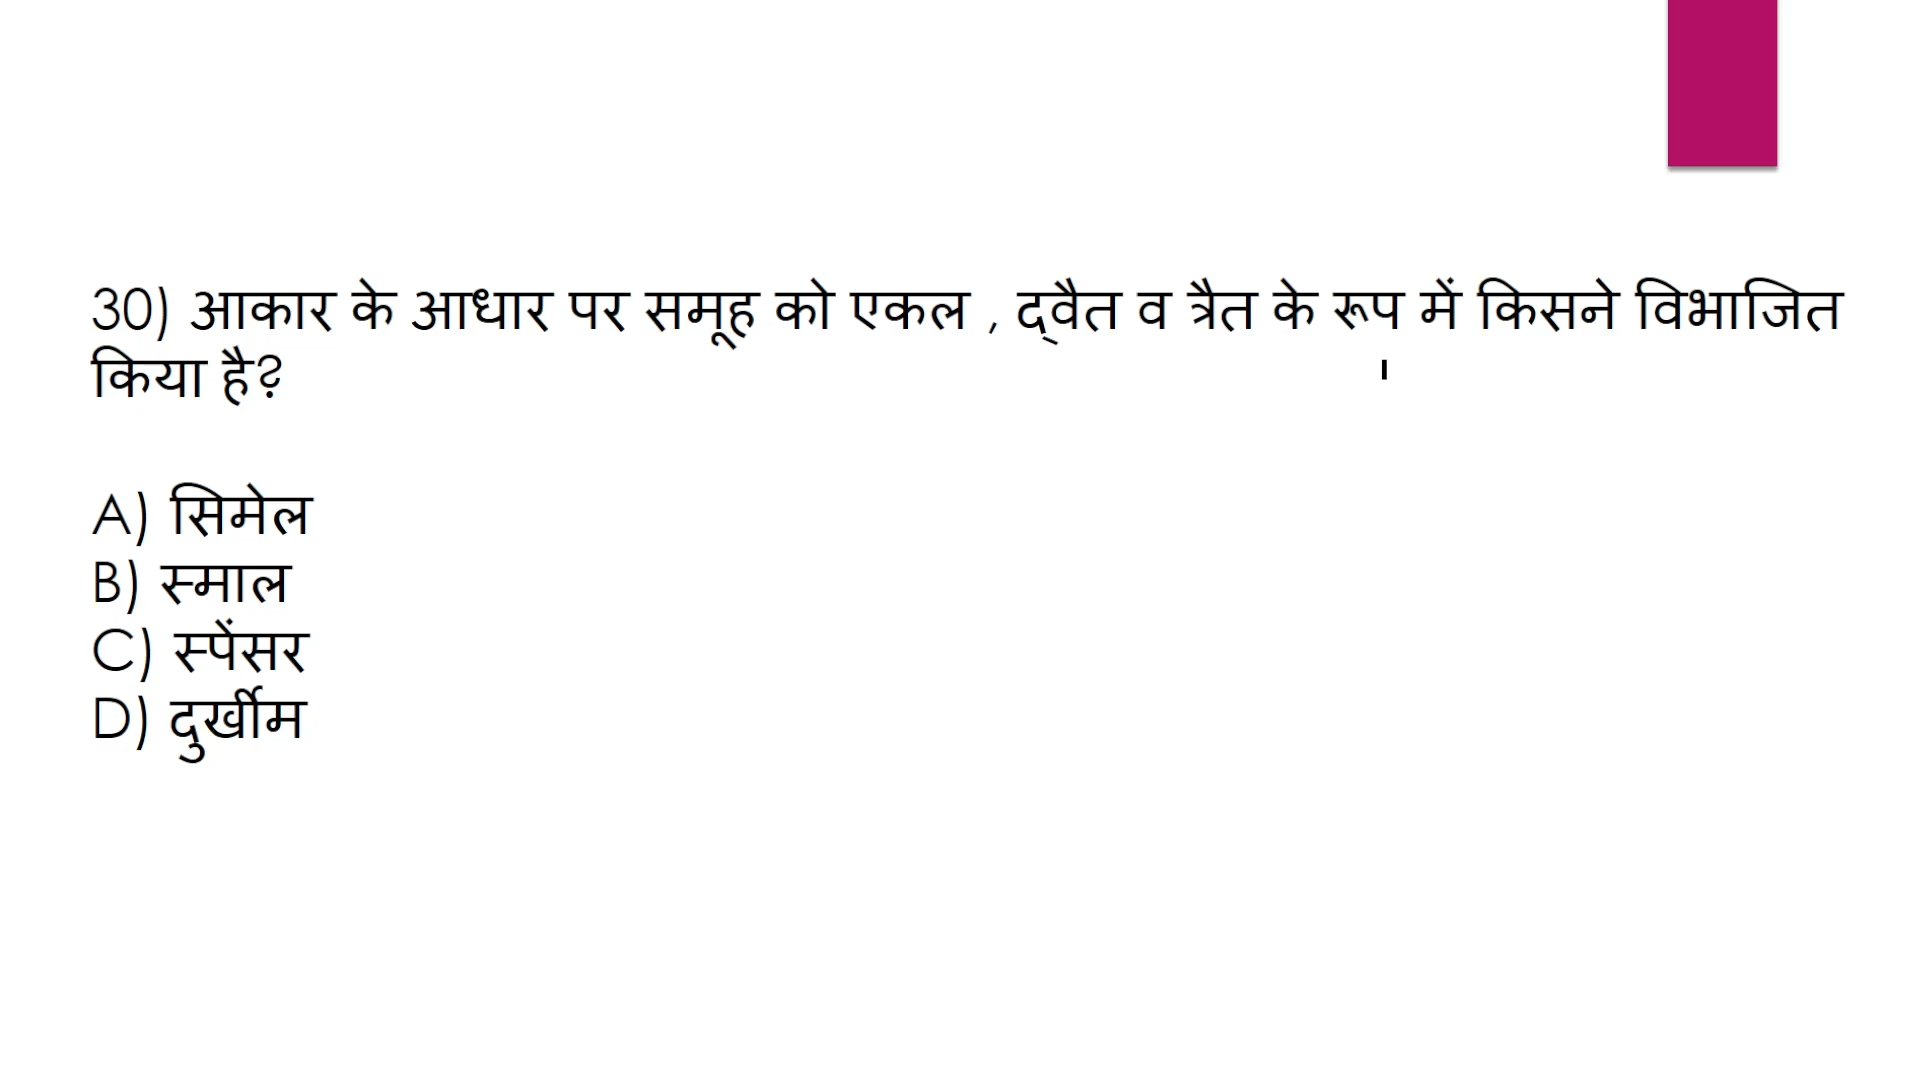 30) आकार के आधार पर समूह को एकल , द्वैत व त्रैत के रूप में किसने विभाजित
किया है?
A) सिमेल
B) स्माल
C) स्पेंसर
D) दुर्खीम